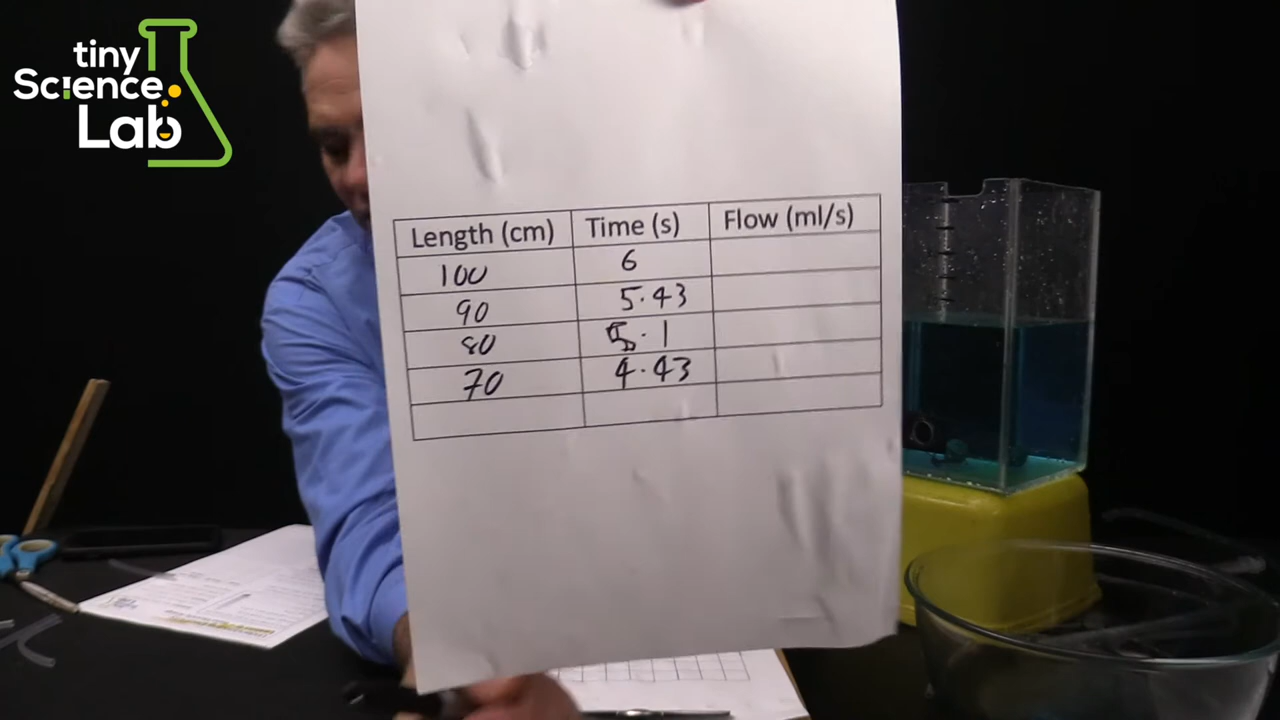 tiny
Science
Lab
Length (cm) Time (s) Flow (ml/s)
100 6
90 5.43
80 5.1
70 4.43